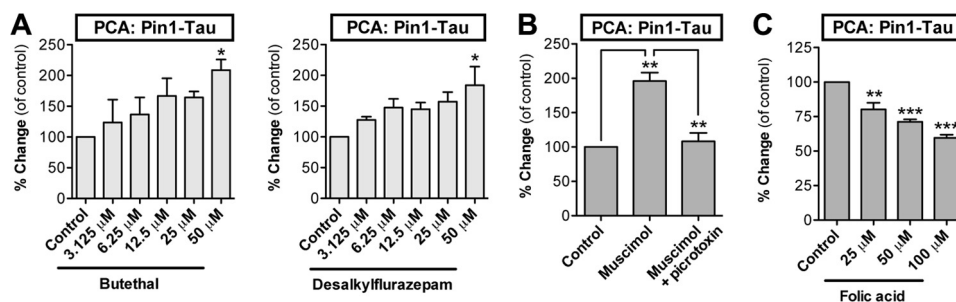 A
PCA: Pin1-Tau
% Change (of control)
250
200
150
100
50
0
*
Control
3.125 µM
6.25 µM
12.5 µM
25 µM
50 µM
Butethal
PCA: Pin1-Tau
% Change (of control)
250
200
150
100
50
0
*
Control
3.125 µM
6.25 µM
12.5 µM
25 µM
50 µM
Desalkylflurazepam
B
PCA: Pin1-Tau
% Change (of control)
250
200
150
100
50
0
**
**
Control
Muscimol
Muscimol
+ picrotoxin
C
PCA: Pin1-Tau
% Change (of control)
125
100
75
50
25
0
**
***
***
Control
25 µM
50 µM
100 µM
Folic acid